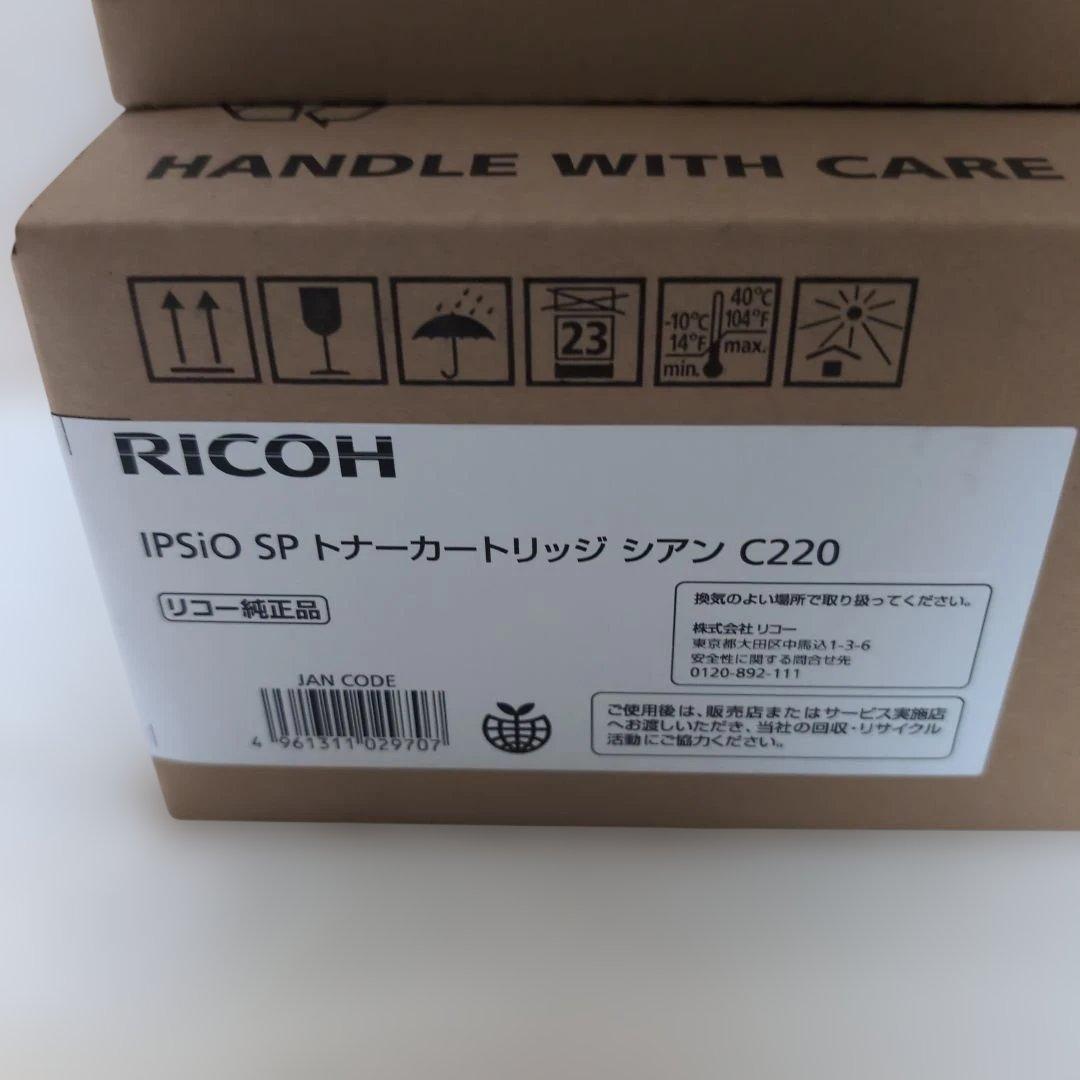 HANDLE WITH CARE
23
-10°C
14°F
min.
40°C
104°F
max.
RICOH
IPSiO SP トナーカートリッジ シアン C220
リコー純正品
換気のよい場所で取り扱ってください。
株式会社リコー
東京都大田区中馬込1-3-6
安全性に関する問合せ先
0120-892-111
JAN CODE
4 961311 029707
ご使用後は、販売店またはサービス実施店
へお渡しいただき、当社の回収・リサイクル
活動にご協力ください。